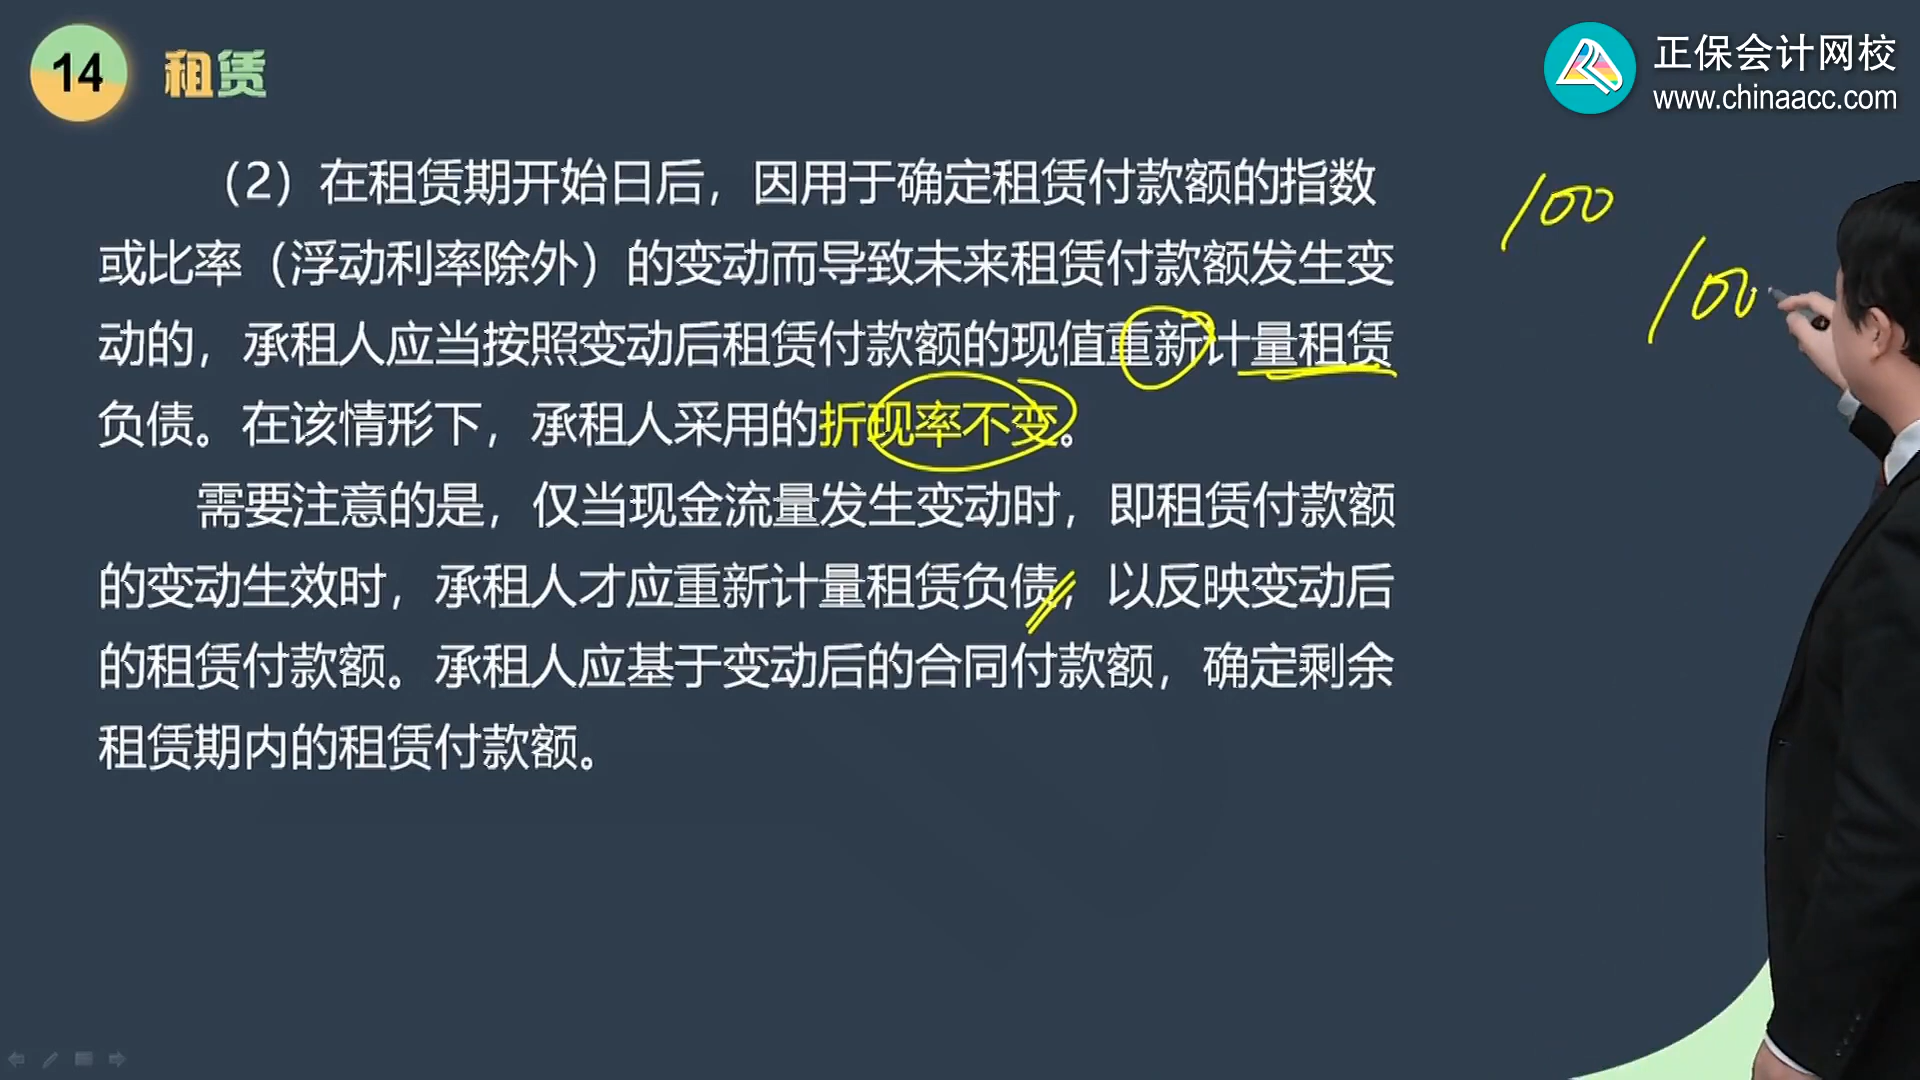 14 租赁
正保会计网校
www.chinaacc.com
（2）在租赁期开始日后，因用于确定租赁付款额的指数
或比率（浮动利率除外）的变动而导致未来租赁付款额发生变
动的，承租人应当按照变动后租赁付款额的现值重新计量租赁
负债。在该情形下，承租人采用的折现率不变。
需要注意的是，仅当现金流量发生变动时，即租赁付款额
的变动生效时，承租人才应重新计量租赁负债，以反映变动后
的租赁付款额。承租人应基于变动后的合同付款额，确定剩余
租赁期内的租赁付款额。
100
100